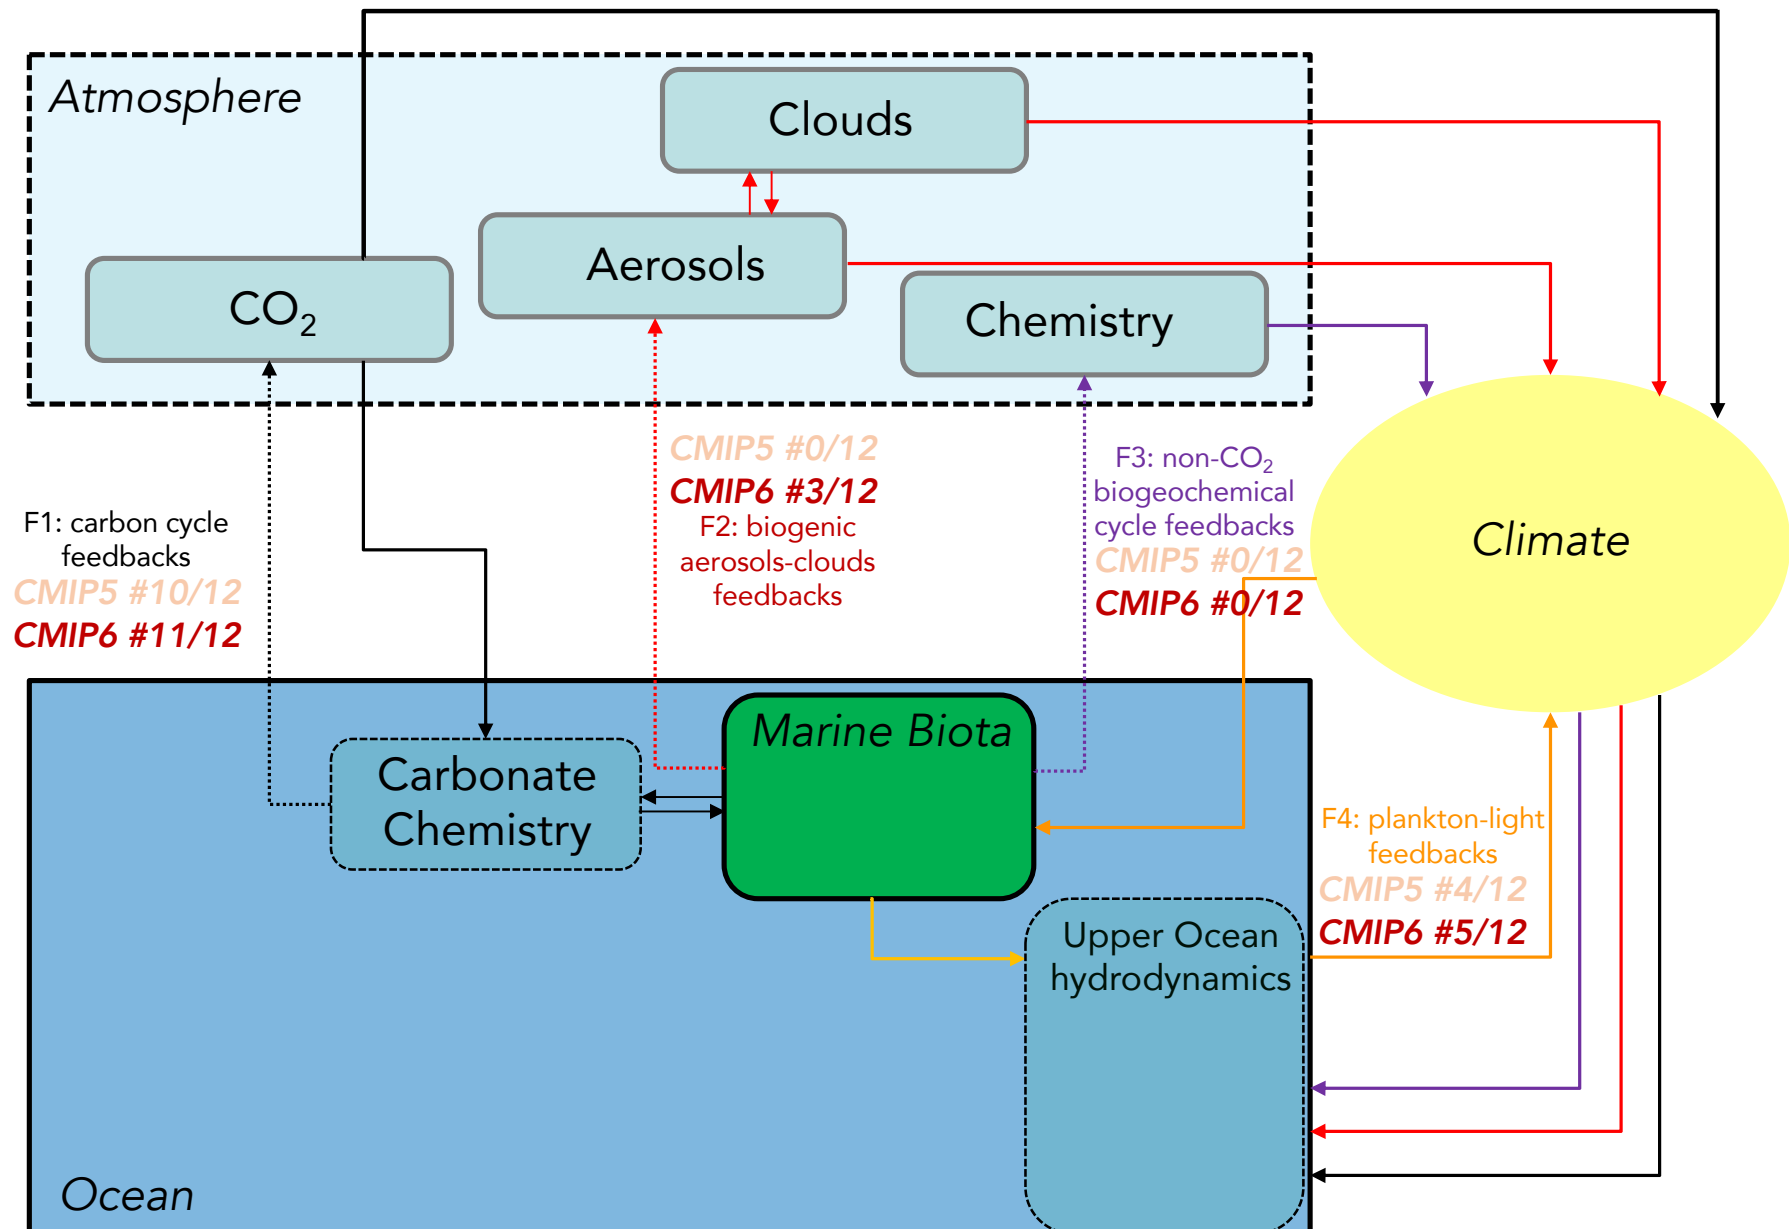 Atmosphere
Clouds
Aerosols
CO₂
Chemistry
CMIP5 #0/12
CMIP6 #3/12
F2: biogenic
aerosols-clouds
feedbacks
F3: non-CO₂
biogeochemical
cycle feedbacks
CMIP5 #0/12
CMIP6 #0/12
F1: carbon cycle
feedbacks
CMIP5 #10/12
CMIP6 #11/12
Climate
Marine Biota
Carbonate
Chemistry
F4: plankton-light
feedbacks
CMIP5 #4/12
CMIP6 #5/12
Upper Ocean
hydrodynamics
Ocean